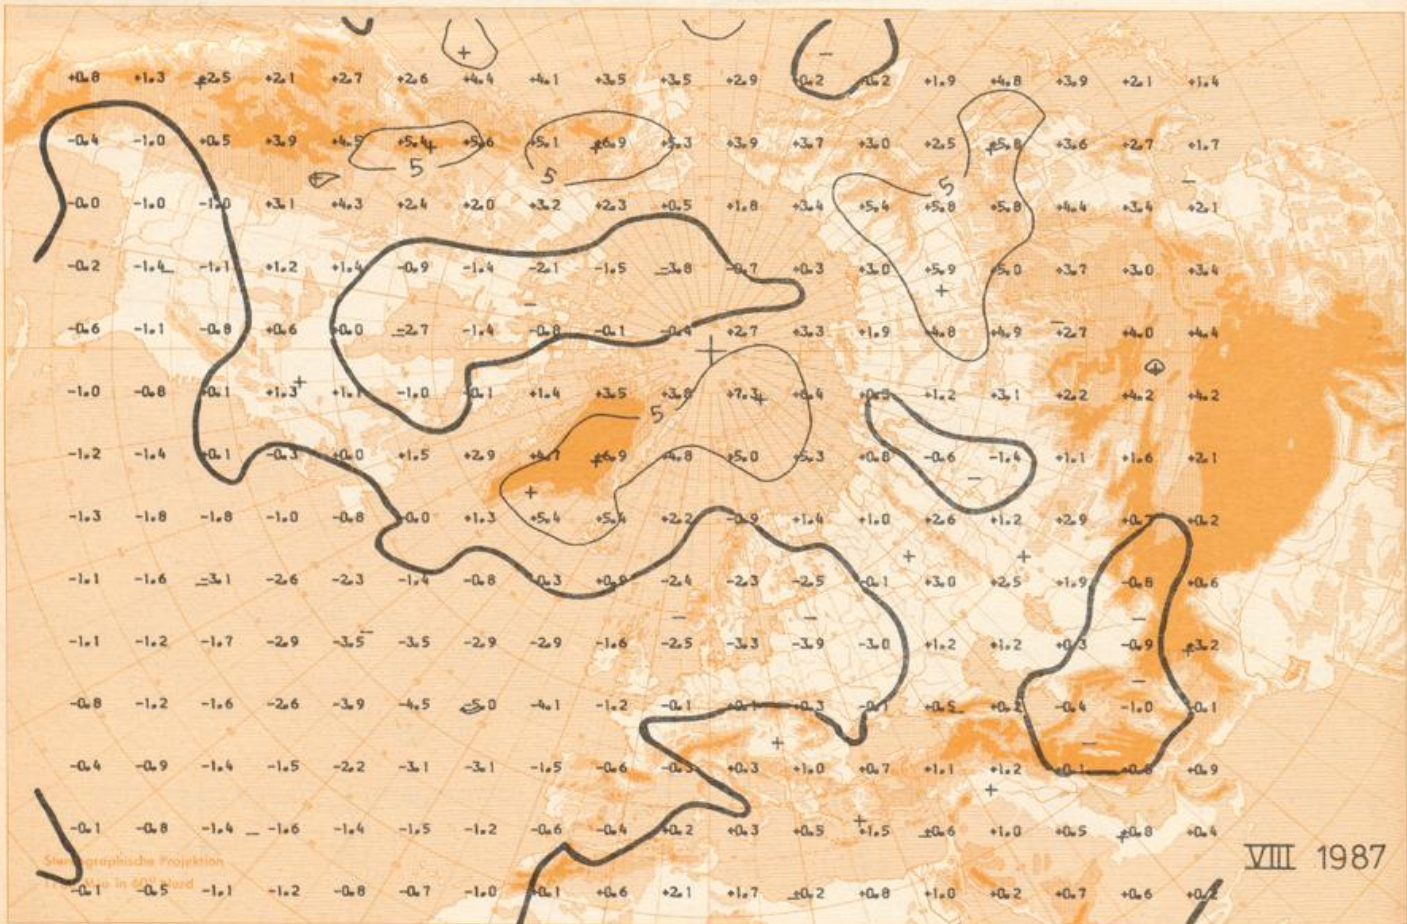 +0.8 +1.3 +2.5 +2.1 +2.7 +2.6 +4.4 +4.1 +3.5 +3.5 +2.9 +0.2 -0.2 +1.9 +4.8 +3.9 +2.1 +1.4
-0.4 -1.0 +0.5 +3.9 +4.5 +5.4 +5.6 +5.1 +6.9 +5.3 +3.9 +3.7 +3.0 +2.5 +5.8 +3.6 +2.7 +1.7
5 5 5
-0.0 -1.0 -1.0 +3.1 +4.3 +2.4 +2.0 +3.2 +2.3 +0.5 +1.8 +3.4 +5.4 +5.8 +5.8 +4.4 +3.4 +2.1
-0.2 -1.4 -1.1 +1.2 +1.4 -0.9 -1.4 -2.1 -1.5 -3.8 -0.7 +0.3 +3.0 +5.9 +5.0 +3.7 +3.0 +3.4
-0.6 -1.1 -0.8 +0.6 +0.0 -2.7 -1.4 -0.8 -0.1 -0.4 +2.7 +3.3 +1.9 +4.8 +4.9 +2.7 +4.0 +4.4
-1.0 -0.8 +0.1 +1.3 +1.1 -1.0 +0.1 +1.4 +3.5 +3.8 +7.3 +6.4 +0.5 +1.2 +3.1 +2.2 +4.2 +4.2
5
-1.2 -1.4 +0.1 -0.3 +0.0 +1.5 +2.9 +4.7 +6.9 +4.8 +5.0 +5.3 +0.8 -0.6 -1.4 +1.1 +1.6 +2.1
-1.3 -1.8 -1.8 -1.0 -0.8 +0.0 +1.3 +5.4 +5.4 +2.2 -0.9 +1.4 +1.0 +2.6 +1.2 +2.9 +0.7 +0.2
-1.1 -1.6 -3.1 -2.6 -2.3 -1.4 -0.8 +0.3 +0.9 -2.4 -2.3 -2.5 -0.1 +3.0 +2.5 +1.9 -0.8 +0.6
-1.1 -1.2 -1.7 -2.9 -3.5 -3.5 -2.9 -2.9 -1.6 -2.5 -3.3 -3.9 -3.0 +1.2 +1.2 +0.3 -0.9 +3.2
-0.8 -1.2 -1.6 -2.6 -3.9 -4.5 -5.0 -4.1 -1.2 -0.1 +0.1 +0.3 -0.1 +0.5 +0.2 -0.4 -1.0 -0.1
-0.4 -0.9 -1.4 -1.5 -2.2 -3.1 -3.1 -1.5 -0.6 -0.3 +0.3 +1.0 +0.7 +1.1 +1.2 +0.1 +0.8 +0.9
-0.1 -0.8 -1.4 -1.6 -1.4 -1.5 -1.2 -0.6 -0.4 +0.2 +0.3 +0.5 +1.5 +0.6 +1.0 +0.5 +0.8 +0.4
VIII 1987
Stereographische Projektion
in 60° Nord
-0.1 -0.5 -1.1 -1.2 -0.8 -0.7 -1.0 +0.1 +0.6 +2.1 +1.7 +0.2 +0.8 +1.0 +0.2 +0.7 +0.6 +0.2